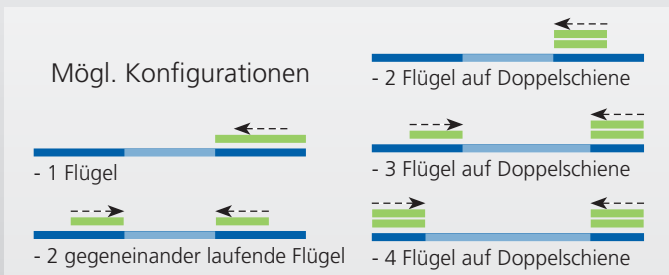 Mögl. Konfigurationen
- 1 Flügel
- 2 gegeneinander laufende Flügel
- 2 Flügel auf Doppelschiene
- 3 Flügel auf Doppelschiene
- 4 Flügel auf Doppelschiene